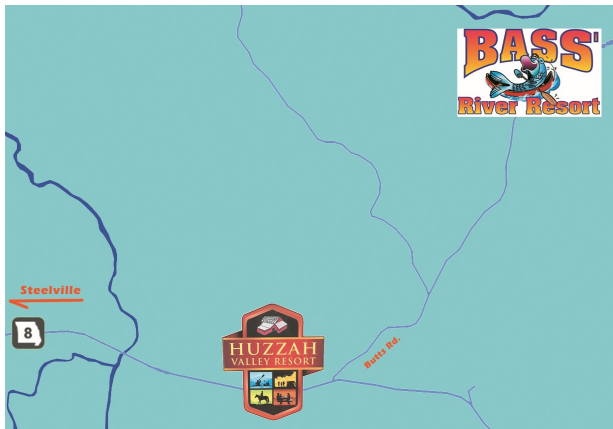 BASS'
River Resort
Steelville
8
HUZZAH
VALLEY RESORT
Butts Rd.